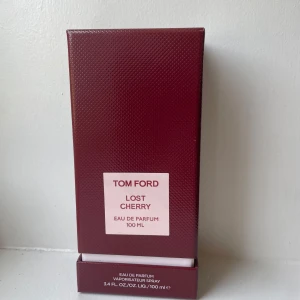 TOM FORD
LOST
CHERRY
EAU DE PARFUM
100 ML
EAU DE PARFUM
VAPORISATEUR SPRAY
3.4 FL. OZ./OZ. LIQ./100 ml ℮